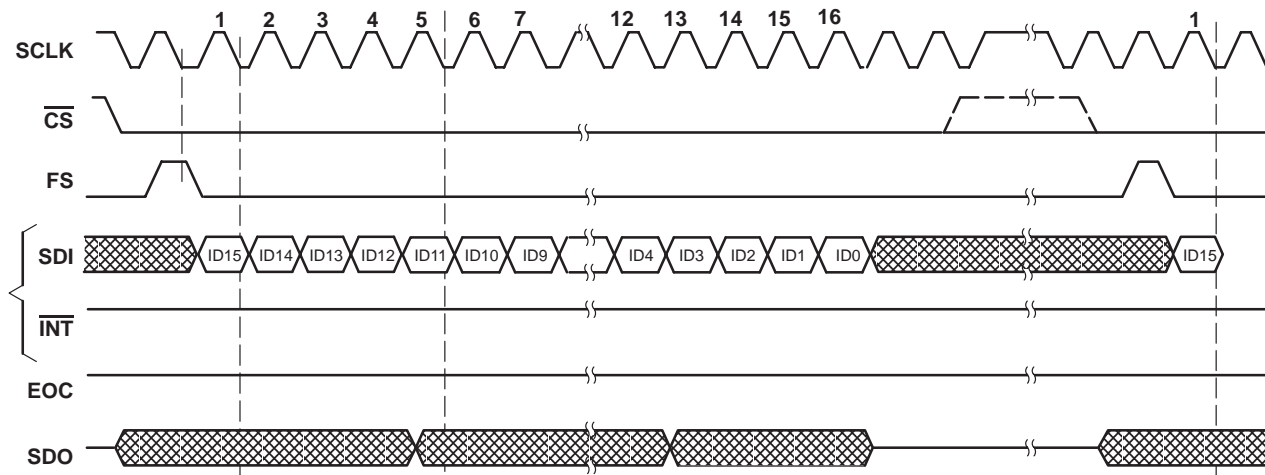 1 2 3 4 5 6 7 12 13 14 15 16 1
SCLK
CS
FS
SDI ID15 ID14 ID13 ID12 ID11 ID10 ID9 ID4 ID3 ID2 ID1 ID0 ID15
INT
EOC
SDO